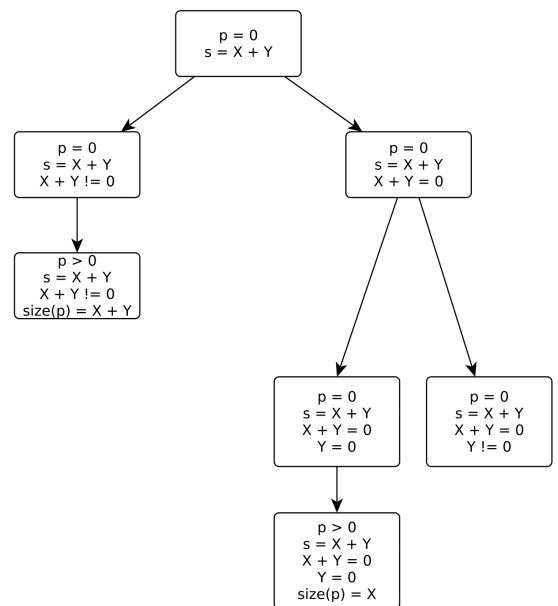 p = 0
s = X + Y
p = 0
s = X + Y
X + Y != 0
p = 0
s = X + Y
X + Y = 0
p > 0
s = X + Y
X + Y != 0
size(p) = X + Y
p = 0
s = X + Y
X + Y = 0
Y = 0
p = 0
s = X + Y
X + Y = 0
Y != 0
p > 0
s = X + Y
X + Y = 0
Y = 0
size(p) = X